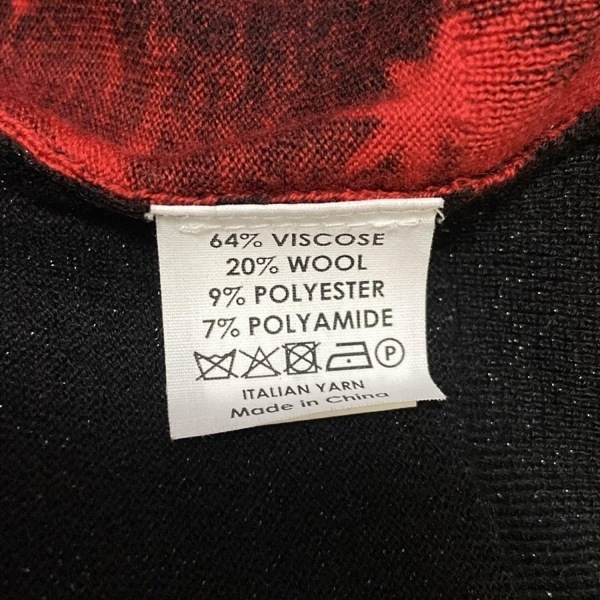 64% VISCOSE
20% WOOL
9% POLYESTER
7% POLYAMIDE
P
ITALIAN YARN
Made in China